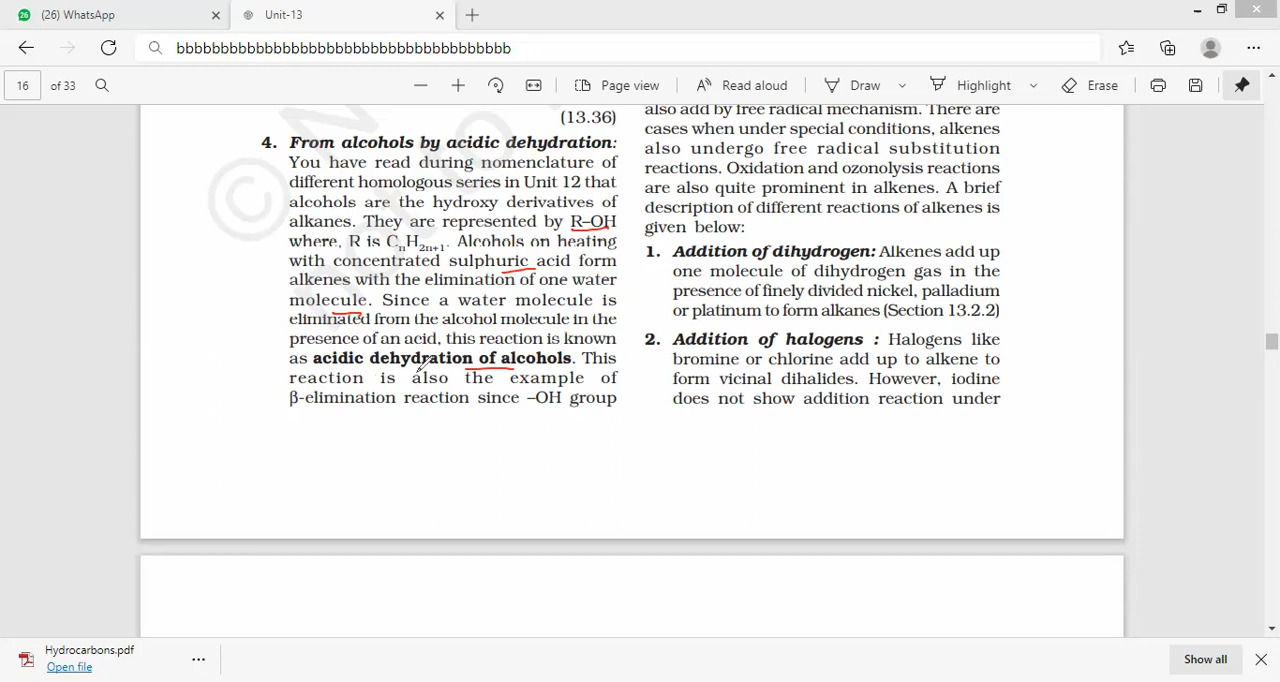 26 (26) WhatsApp
Unit-13
bbbbbbbbbbbbbbbbbbbbbbbbbbbbbbbbbbbbbb
16 of 33
Page view
Read aloud
Draw
Highlight
Erase
(13.36)
4. From alcohols by acidic dehydration:
You have read during nomenclature of
different homologous series in Unit 12 that
alcohols are the hydroxy derivatives of
alkanes. They are represented by R–OH
where, R is CnH2n+1. Alcohols on heating
with concentrated sulphuric acid form
alkenes with the elimination of one water
molecule. Since a water molecule is
eliminated from the alcohol molecule in the
presence of an acid, this reaction is known
as acidic dehydration of alcohols. This
reaction is also the example of
β-elimination reaction since –OH group
also add by free radical mechanism. There are
cases when under special conditions, alkenes
also undergo free radical substitution
reactions. Oxidation and ozonolysis reactions
are also quite prominent in alkenes. A brief
description of different reactions of alkenes is
given below:
1. Addition of dihydrogen: Alkenes add up
one molecule of dihydrogen gas in the
presence of finely divided nickel, palladium
or platinum to form alkanes (Section 13.2.2)
2. Addition of halogens : Halogens like
bromine or chlorine add up to alkene to
form vicinal dihalides. However, iodine
does not show addition reaction under
Hydrocarbons.pdf
Open file
Show all